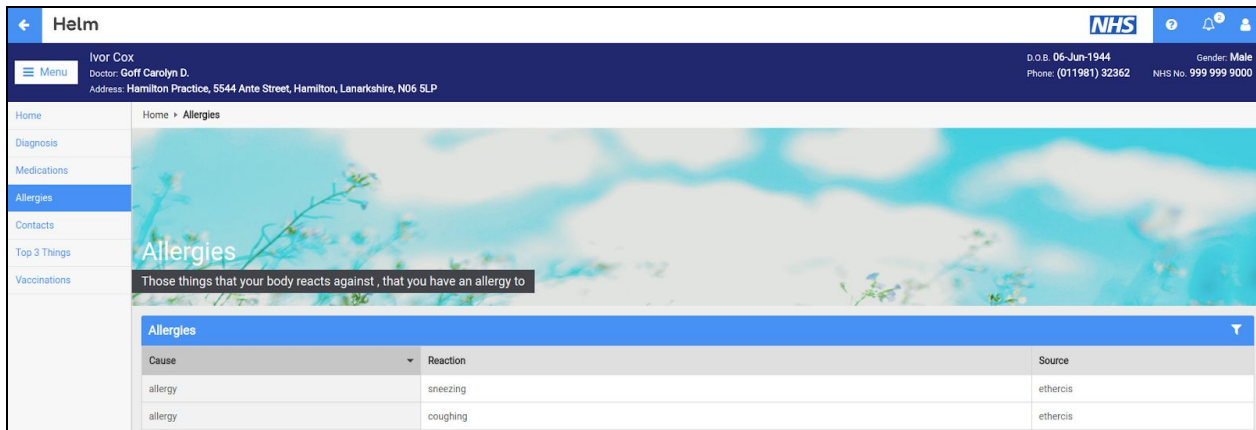 Helm
NHS
2
Menu
Ivor Cox
Doctor: Goff Carolyn D.
Address: Hamilton Practice, 5544 Ante Street, Hamilton, Lanarkshire, N06 5LP
D.O.B. 06-Jun-1944
Gender: Male
Phone: (011981) 32362
NHS No. 999 999 9000
Home
Diagnosis
Medications
Allergies
Contacts
Top 3 Things
Vaccinations
Home Allergies
Allergies
Those things that your body reacts against , that you have an allergy to
Allergies
Cause Reaction Source
allergy sneezing ethercis
allergy coughing ethercis